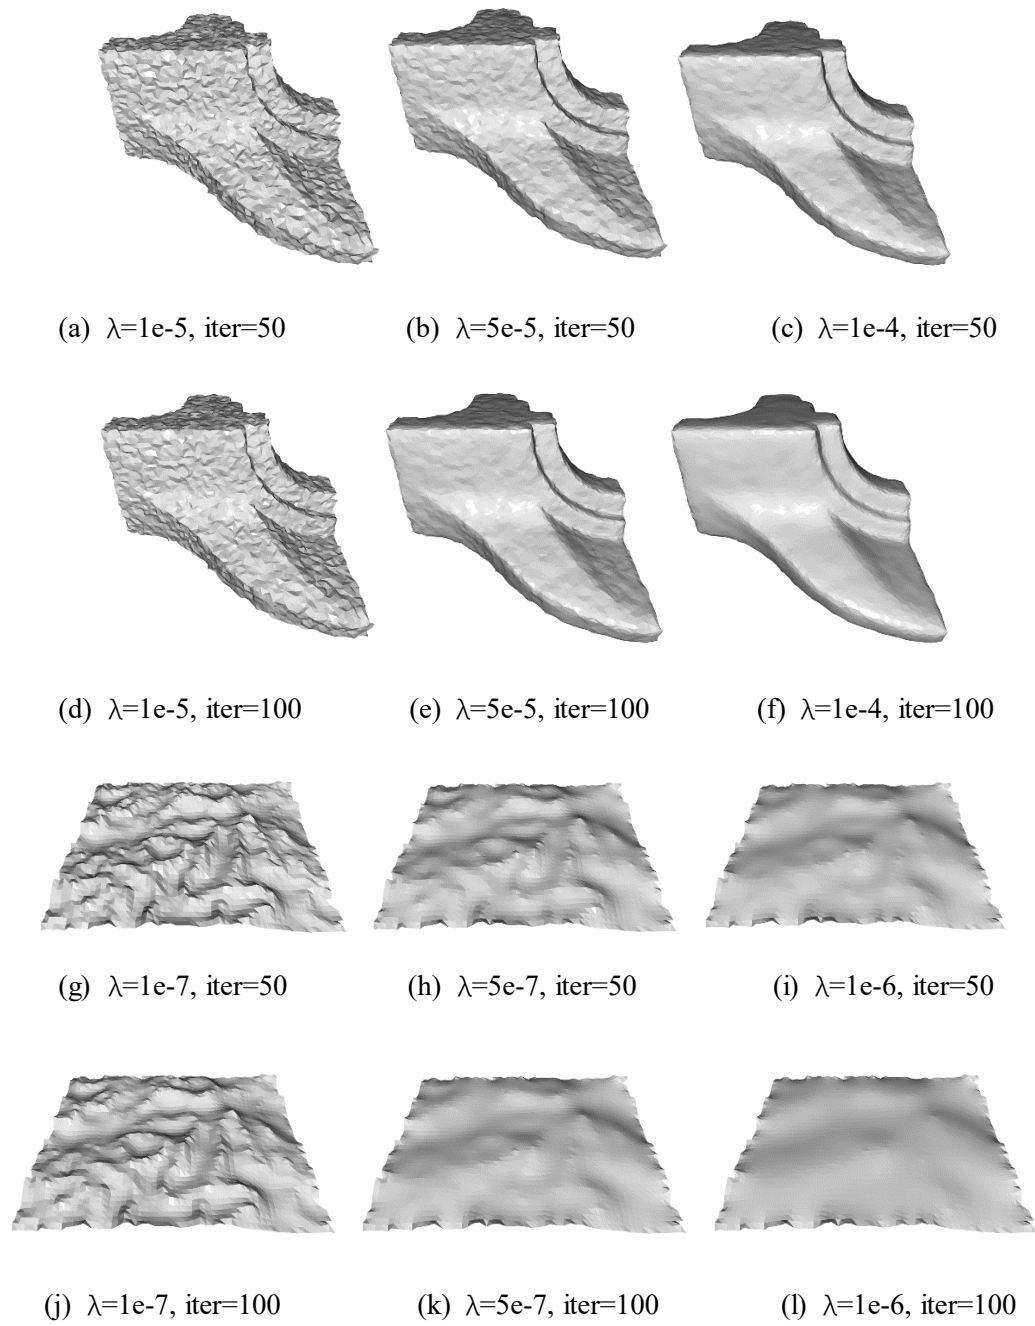 (a) λ=1e-5, iter=50
(b) λ=5e-5, iter=50
(c) λ=1e-4, iter=50
(d) λ=1e-5, iter=100
(e) λ=5e-5, iter=100
(f) λ=1e-4, iter=100
(g) λ=1e-7, iter=50
(h) λ=5e-7, iter=50
(i) λ=1e-6, iter=50
(j) λ=1e-7, iter=100
(k) λ=5e-7, iter=100
(l) λ=1e-6, iter=100